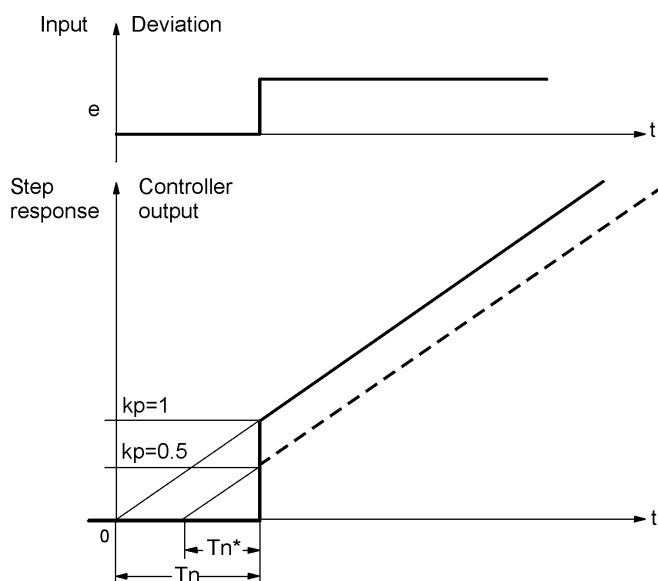 Input
Deviation
e
t
Step
response
Controller
output
kp=1
kp=0.5
0
t
Tn*
Tn